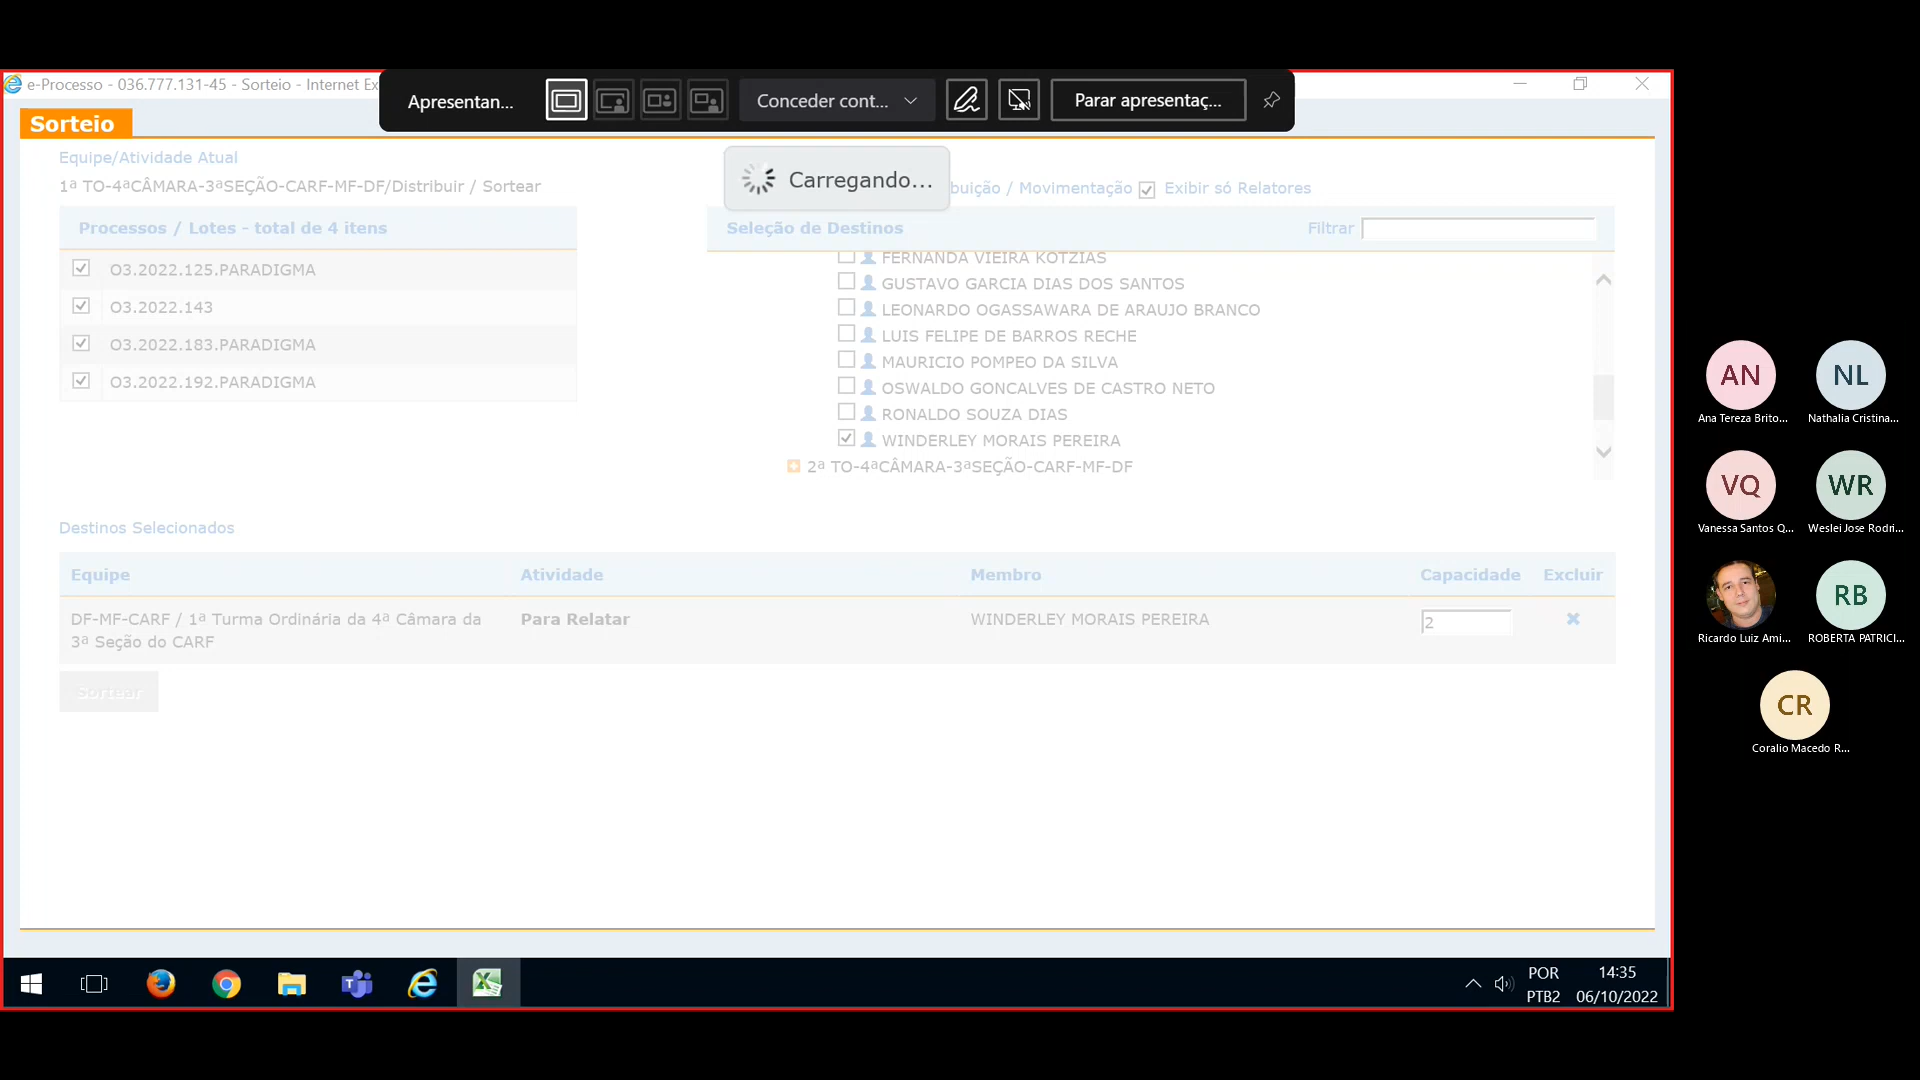 e-Processo - 036.777.131-45 - Sorteio - Internet Ex
Apresentan...
Conceder cont...
Parar apresentaç...
Sorteio
Equipe/Atividade Atual
1ª TO-4ªCÂMARA-3ªSEÇÃO-CARF-MF-DF/Distribuir / Sortear
Carregando...
buição / Movimentação
Exibir só Relatores
Processos / Lotes - total de 4 itens
O3.2022.125.PARADIGMA
O3.2022.143
O3.2022.183.PARADIGMA
O3.2022.192.PARADIGMA
Seleção de Destinos
Filtrar
FERNANDA VIEIRA KOTZIAS
GUSTAVO GARCIA DIAS DOS SANTOS
LEONARDO OGASSAWARA DE ARAUJO BRANCO
LUIS FELIPE DE BARROS RECHE
MAURICIO POMPEO DA SILVA
OSWALDO GONCALVES DE CASTRO NETO
RONALDO SOUZA DIAS
WINDERLEY MORAIS PEREIRA
2ª TO-4ªCÂMARA-3ªSEÇÃO-CARF-MF-DF
Destinos Selecionados
Equipe Atividade Membro Capacidade Excluir
DF-MF-CARF / 1ª Turma Ordinária da 4ª Câmara da
3ª Seção do CARF
Para Relatar
WINDERLEY MORAIS PEREIRA
2
Sortear
POR
PTB2
14:35
06/10/2022
AN
Ana Tereza Brito...
NL
Nathalia Cristina...
VQ
Vanessa Santos Q...
WR
Weslei Jose Rodri...
Ricardo Luiz Ami...
RB
ROBERTA PATRICI...
CR
Coralio Macedo R...